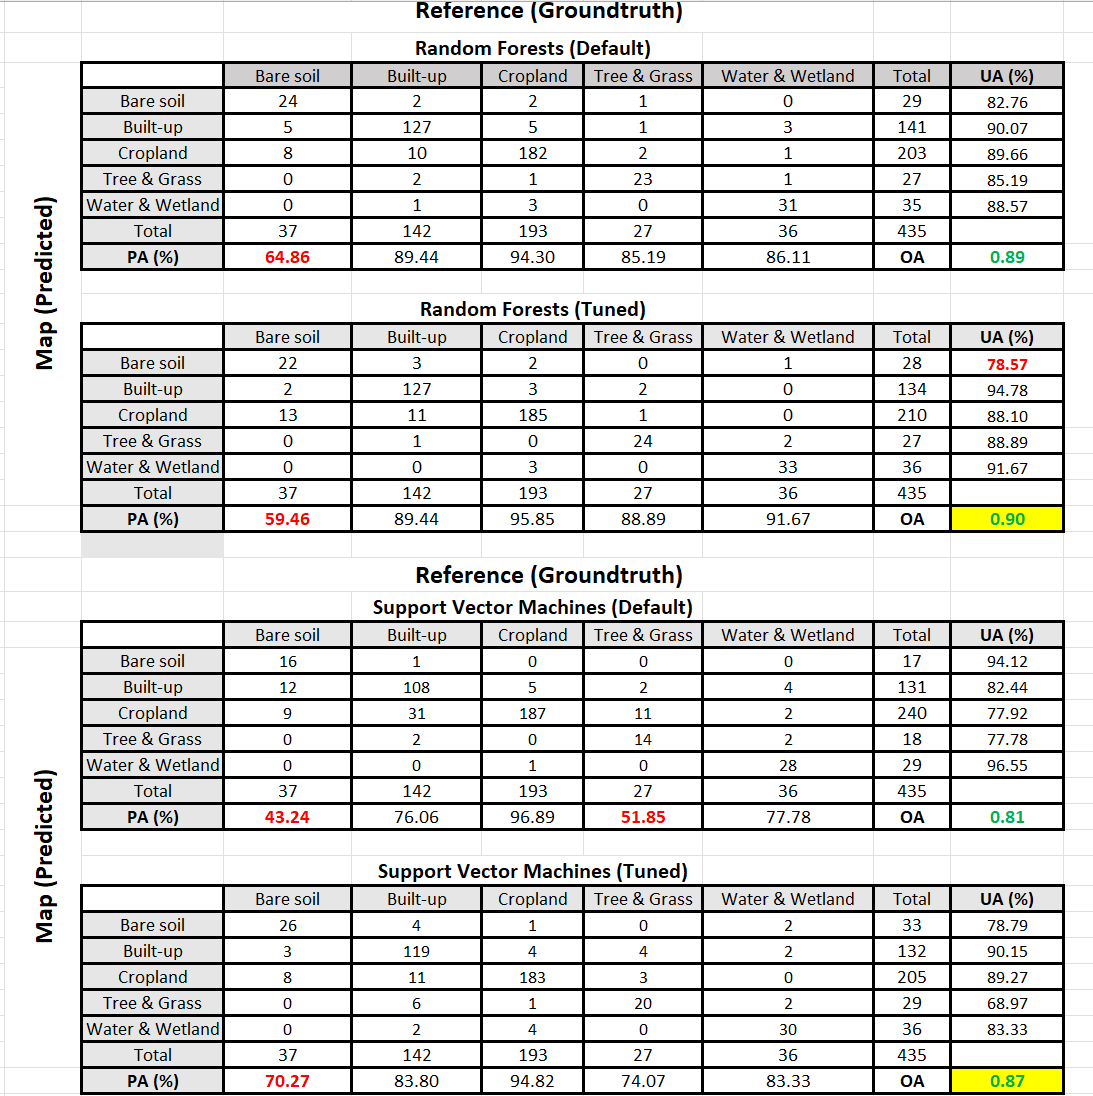 Reference (Groundtruth)
Random Forests (Default)
Bare soil Built-up Cropland Tree & Grass Water & Wetland Total UA (%)
Bare soil 24 2 2 1 0 29 82.76
Built-up 5 127 5 1 3 141 90.07
Cropland 8 10 182 2 1 203 89.66
Tree & Grass 0 2 1 23 1 27 85.19
Water & Wetland 0 1 3 0 31 35 88.57
Total 37 142 193 27 36 435
PA (%) 64.86 89.44 94.30 85.19 86.11 OA 0.89
Map (Predicted)
Random Forests (Tuned)
Bare soil Built-up Cropland Tree & Grass Water & Wetland Total UA (%)
Bare soil 22 3 2 0 1 28 78.57
Built-up 2 127 3 2 0 134 94.78
Cropland 13 11 185 1 0 210 88.10
Tree & Grass 0 1 0 24 2 27 88.89
Water & Wetland 0 0 3 0 33 36 91.67
Total 37 142 193 27 36 435
PA (%) 59.46 89.44 95.85 88.89 91.67 OA 0.90
Reference (Groundtruth)
Support Vector Machines (Default)
Bare soil Built-up Cropland Tree & Grass Water & Wetland Total UA (%)
Bare soil 16 1 0 0 0 17 94.12
Built-up 12 108 5 2 4 131 82.44
Cropland 9 31 187 11 2 240 77.92
Tree & Grass 0 2 0 14 2 18 77.78
Water & Wetland 0 0 1 0 28 29 96.55
Total 37 142 193 27 36 435
PA (%) 43.24 76.06 96.89 51.85 77.78 OA 0.81
Map (Predicted)
Support Vector Machines (Tuned)
Bare soil Built-up Cropland Tree & Grass Water & Wetland Total UA (%)
Bare soil 26 4 1 0 2 33 78.79
Built-up 3 119 4 4 2 132 90.15
Cropland 8 11 183 3 0 205 89.27
Tree & Grass 0 6 1 20 2 29 68.97
Water & Wetland 0 2 4 0 30 36 83.33
Total 37 142 193 27 36 435
PA (%) 70.27 83.80 94.82 74.07 83.33 OA 0.87